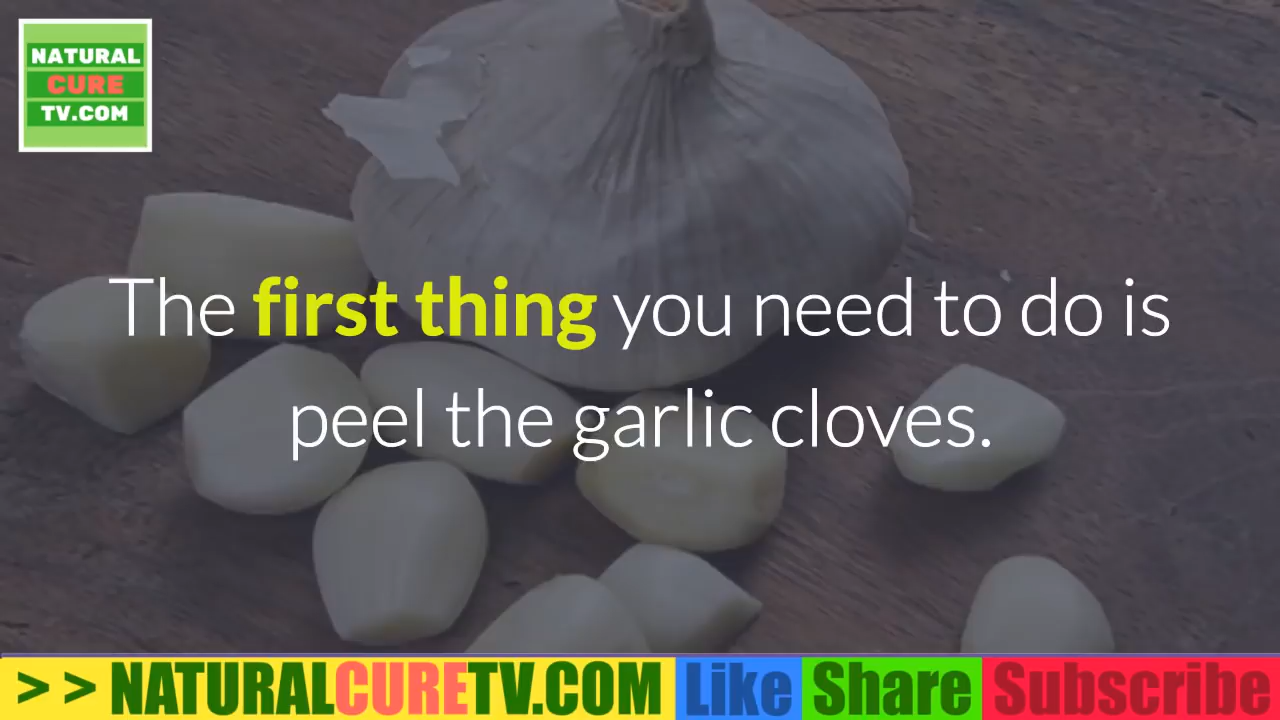 NATURAL
CURE
TV.COM
The first thing you need to do is
peel the garlic cloves.
>> NATURALCURETV.COM Like Share Subscribe